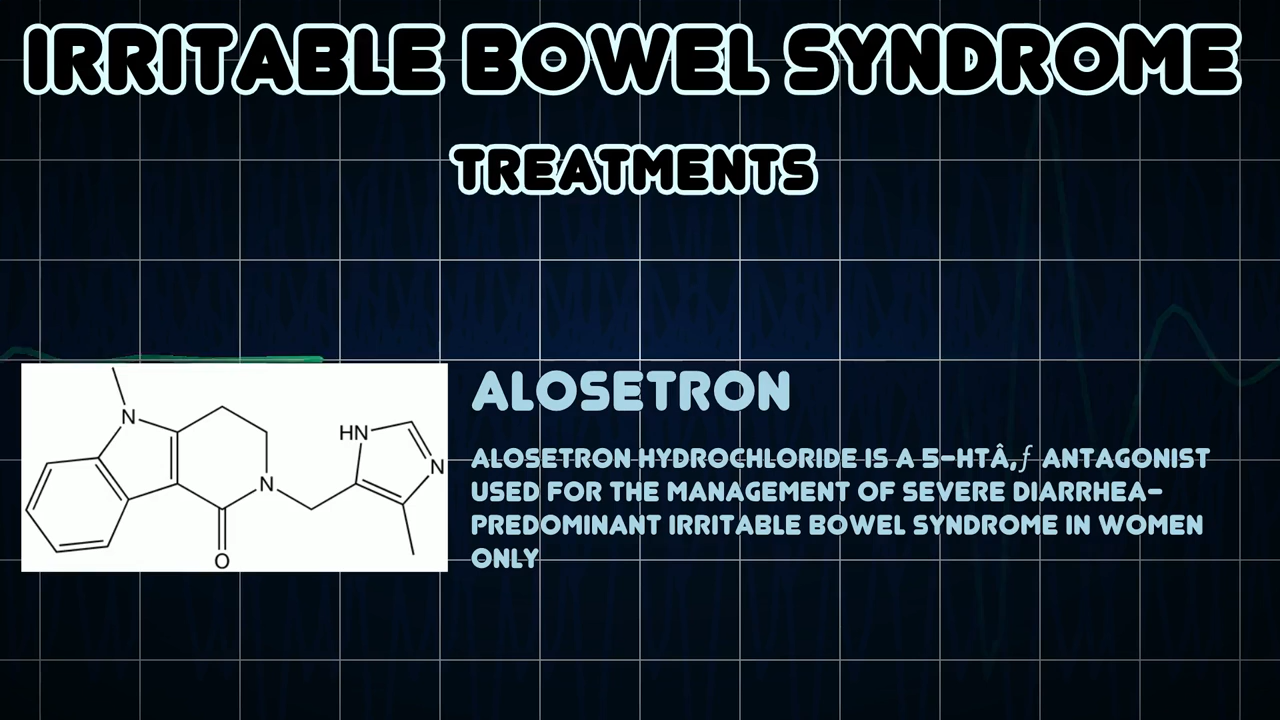 IRRITABLE BOWEL SYNDROME
TREATMENTS
ALOSETRON
ALOSETRON HYDROCHLORIDE IS A 5-HTÂ‚ƒ ANTAGONIST
USED FOR THE MANAGEMENT OF SEVERE DIARRHEA-
PREDOMINANT IRRITABLE BOWEL SYNDROME IN WOMEN
ONLY
N
HN
N
N
O